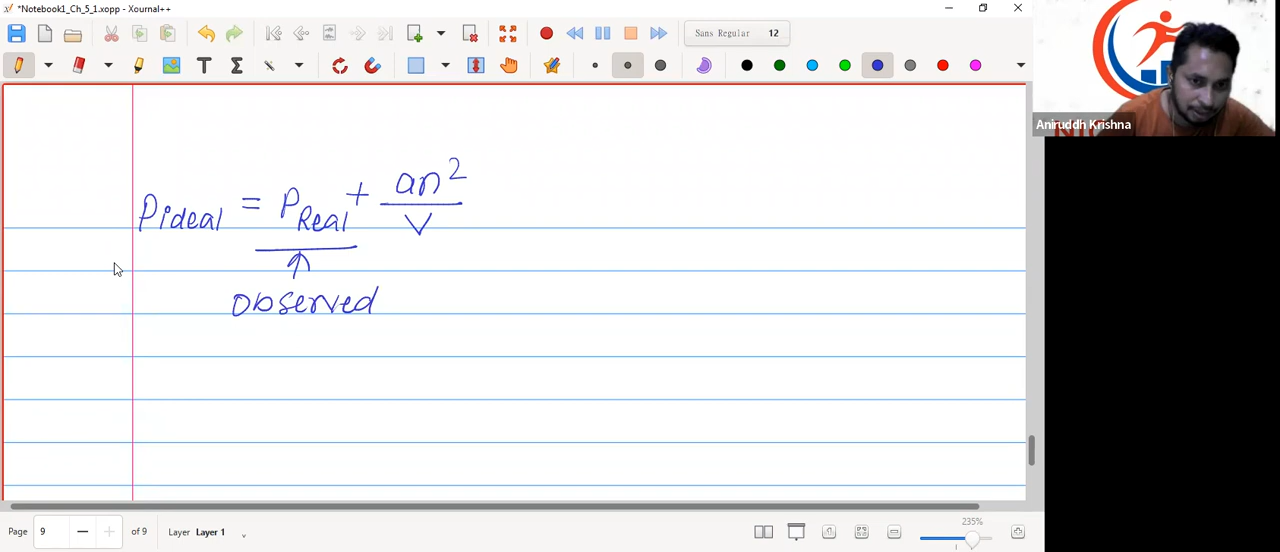 *Notebook1_Ch_5_1.xopp - Xournal++
Sans Regular 12
Aniruddh Krishna
Pideal = PReal + an²/V
↑
observed
Page 9 of 9 Layer Layer 1 235%